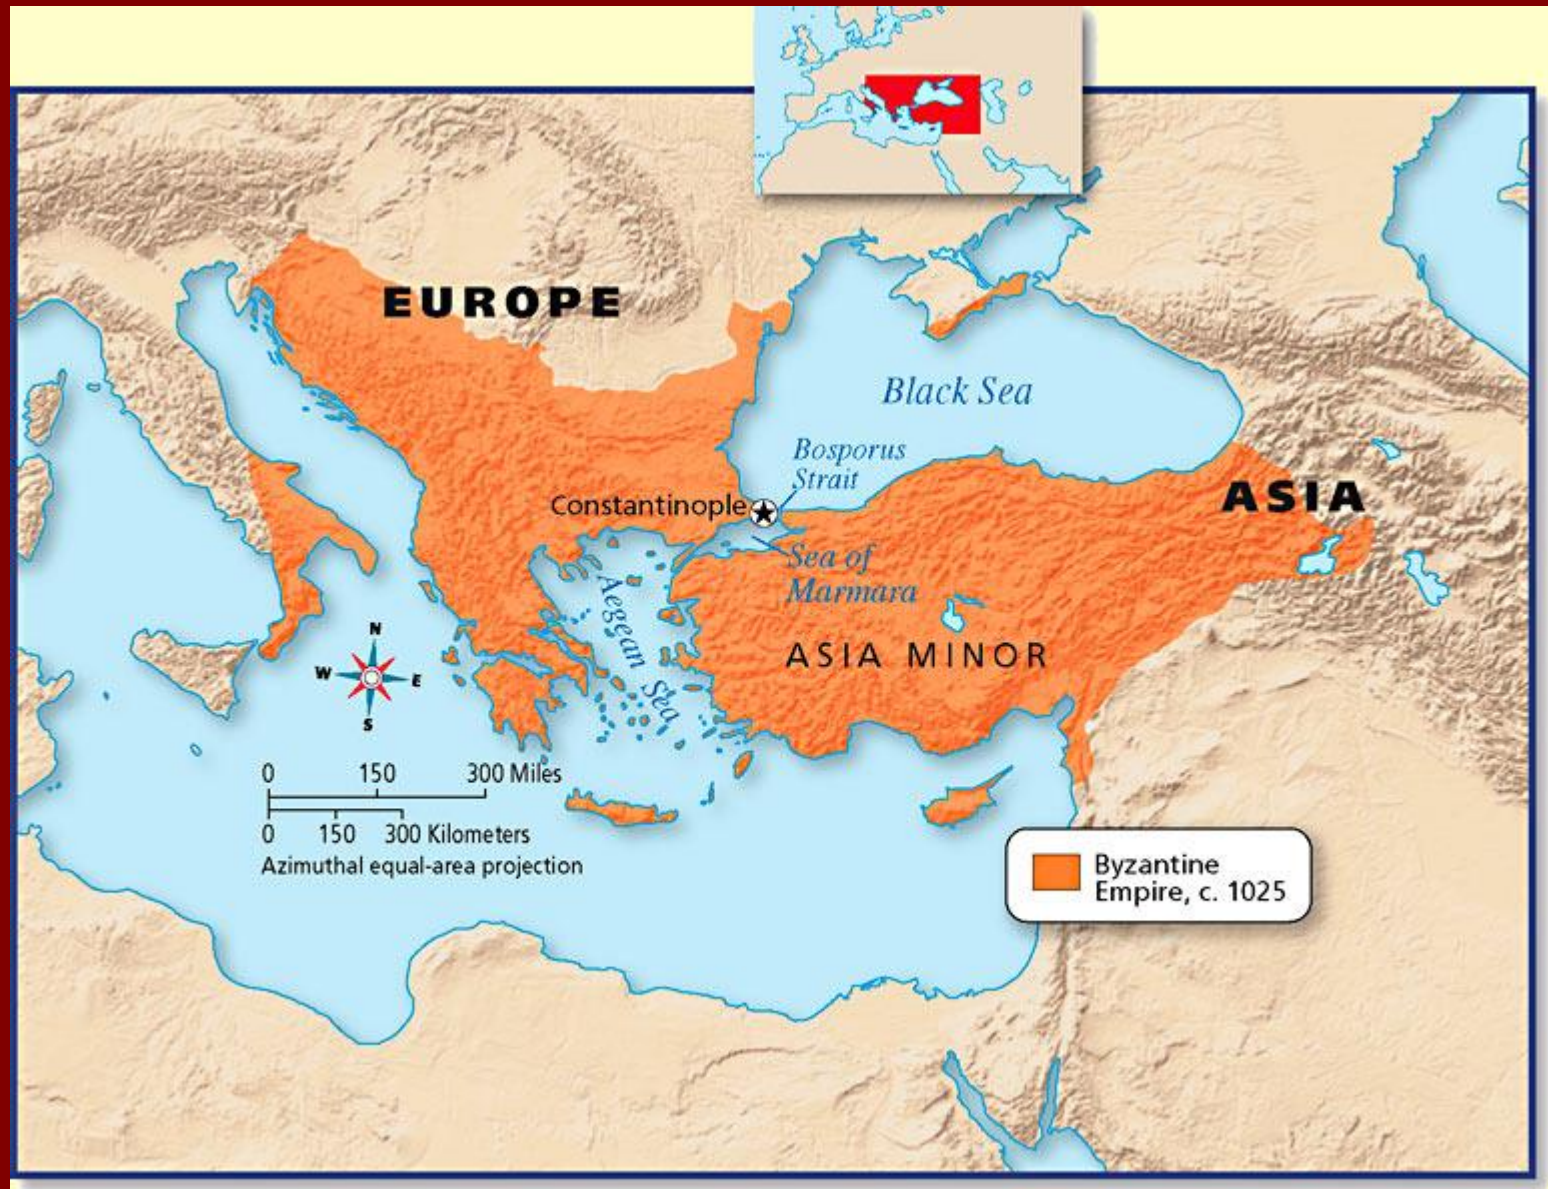 EUROPE
Black Sea
Bosporus
Strait
Constantinople
ASIA
Sea of
Marmara
Aegean Sea
ASIA MINOR
N
W
E
S
0 150 300 Miles
0 150 300 Kilometers
Azimuthal equal-area projection
Byzantine
Empire, c. 1025